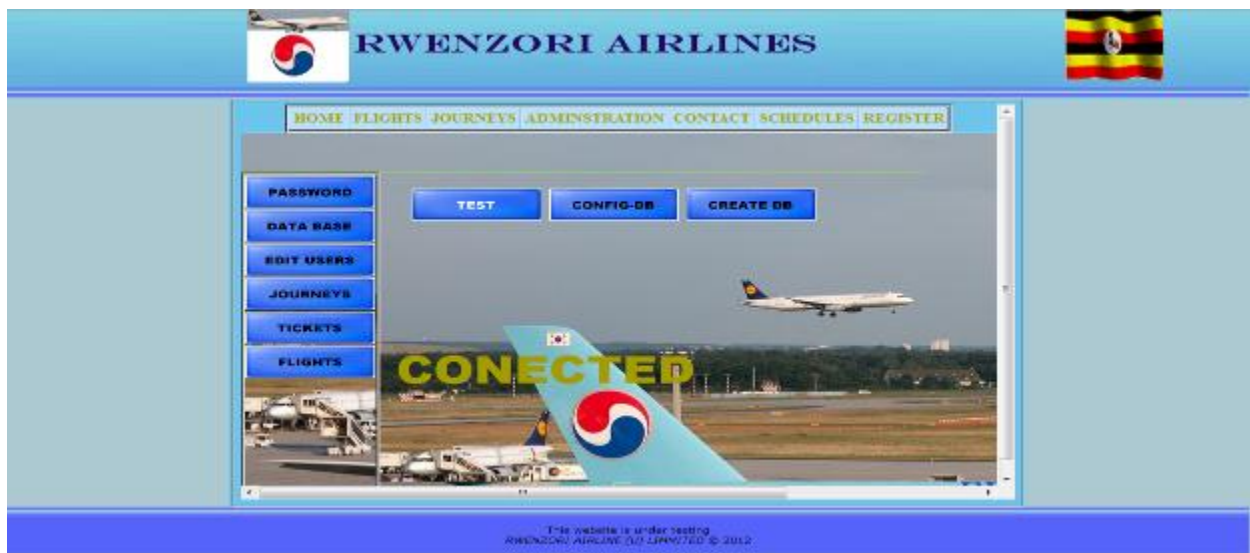 RWENZORI AIRLINES
HOME FLIGHTS JOURNEYS ADMINSTRATION CONTACT SCHEDULES REGISTER
PASSWORD
TEST CONFIG-DB CREATE DB
DATA BASE
EDIT USERS
JOURNEYS
TICKETS
FLIGHTS
CONECTED
This website is under testing
RWENZORI AIRLINE (U) LIMMITED © 2012